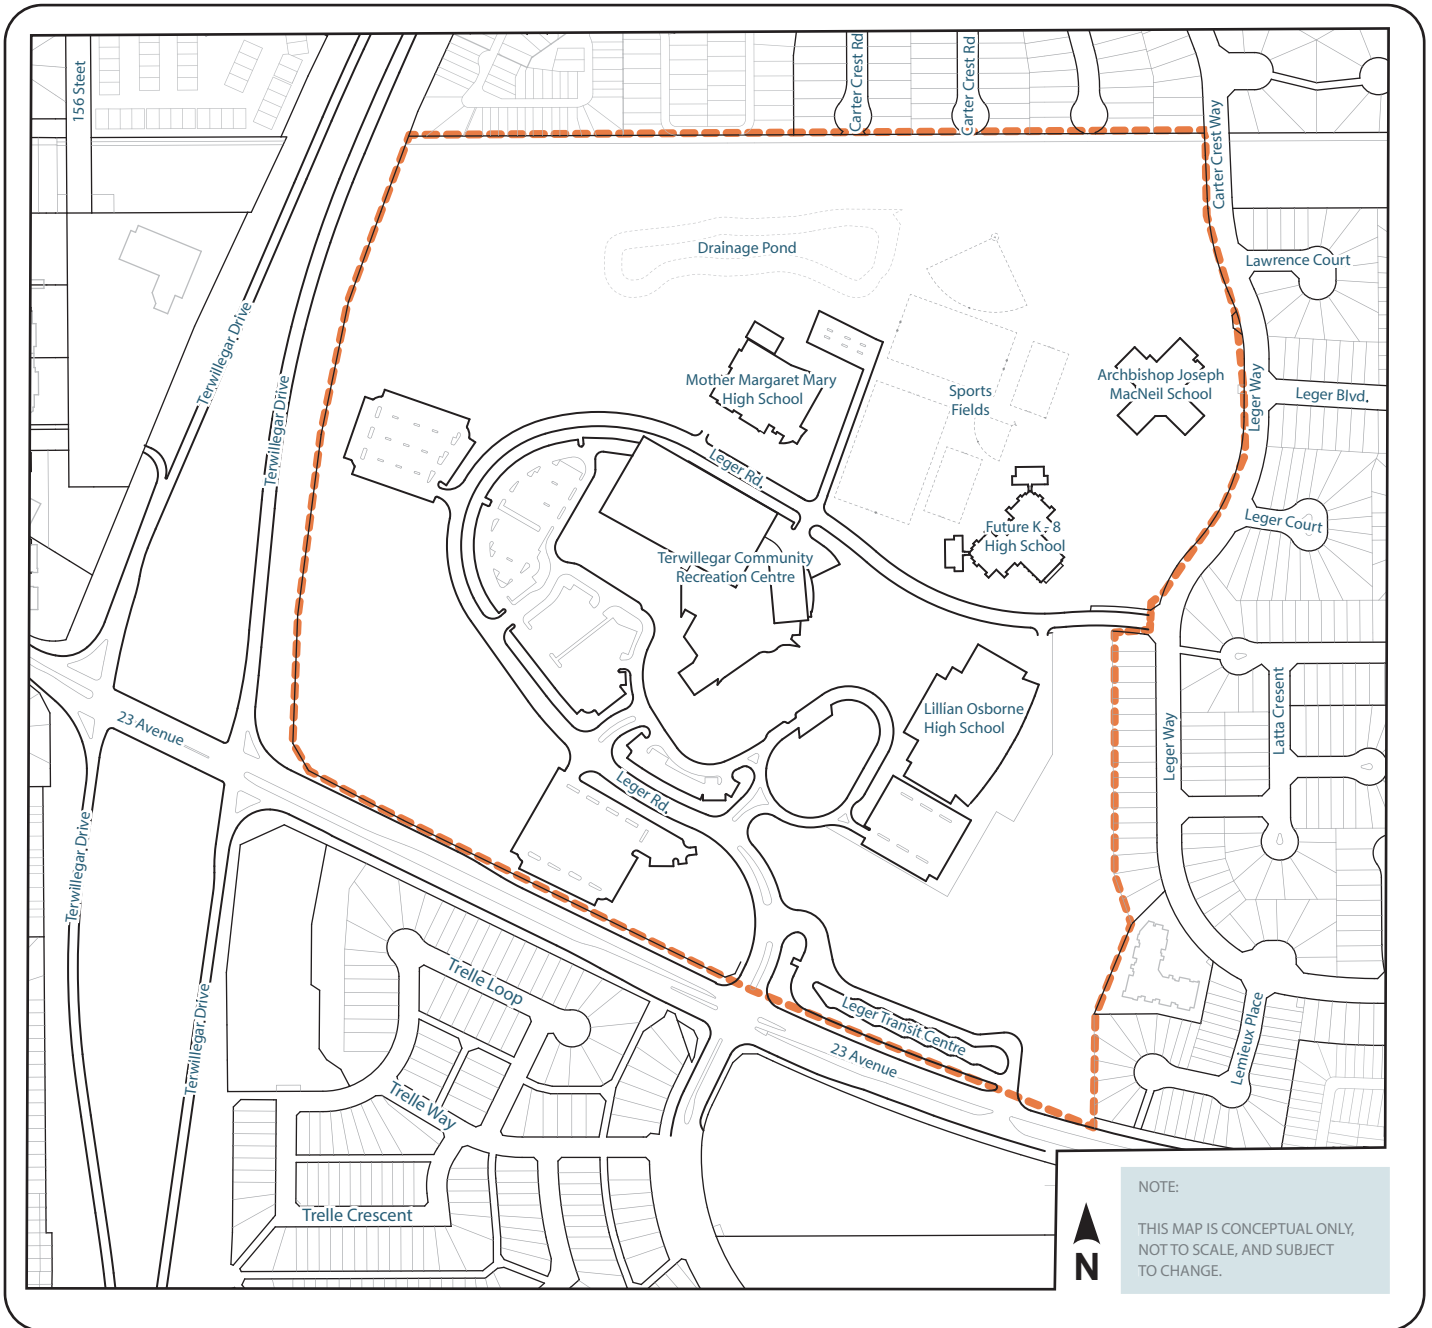 156 Steet
Carter Crest Rd
Carter Crest Rd
Carter Crest Way
Drainage Pond
Lawrence Court
Terwillegar Drive
Terwillegar Drive
Mother Margaret Mary
High School
Sports
Fields
Archbishop Joseph
MacNeil School
Leger Way
Leger Blvd.
Leger Rd.
Leger Court
Future K - 8
High School
Terwillegar Community
Recreation Centre
Lillian Osborne
High School
Latta Cresent
Leger Way
23 Avenue
Leger Rd.
Terwillegar Drive
Terwillegar Drive
Trelle Loop
Leger Transit Centre
23 Avenue
Lemieux Place
Trelle Way
Trelle Crescent
N
NOTE:
THIS MAP IS CONCEPTUAL ONLY,
NOT TO SCALE, AND SUBJECT
TO CHANGE.